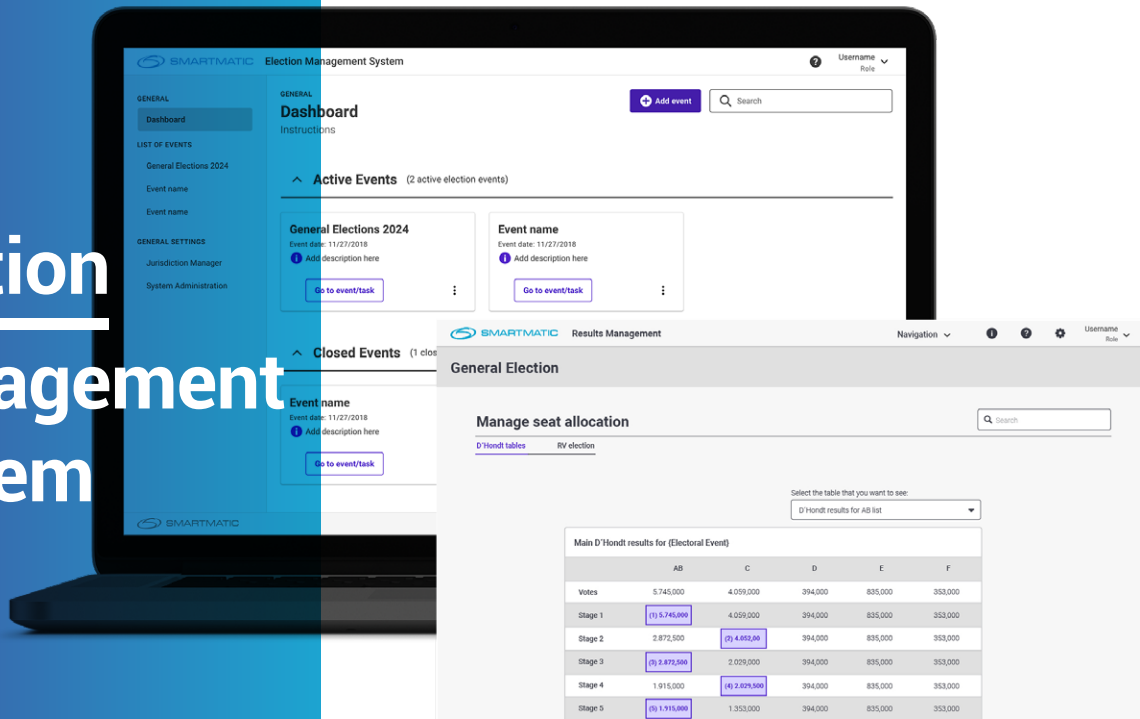 SMARTMATIC Election Management System
Username
Role
GENERAL
Dashboard
LIST OF EVENTS
General Elections 2024
Event name
Event name
GENERAL SETTINGS
Jurisdiction Manager
System Administration
SMARTMATIC
GENERAL
Dashboard
Instructions
Add event
Search
Active Events (2 active election events)
General Elections 2024
Event date: 11/27/2018
Add description here
Go to event/task
Event name
Event date: 11/27/2018
Add description here
Go to event/task
Closed Events (1 clos
Event name
Event date: 11/27/2018
Add description here
Go to event/task
tion
agement
em
SMARTMATIC Results Management
Navigation
Username
Role
General Election
Manage seat allocation
Search
D'Hondt tables RV election
Select the table that you want to see:
D'Hondt results for AB list
Main D'Hondt results for {Electoral Event}
AB C D E F
Votes 5.745,000 4.059,000 394,000 835,000 353,000
Stage 1 (1) 5.745,000 4.059,000 394,000 835,000 353,000
Stage 2 2.872,500 (2) 4.052,00 394,000 835,000 353,000
Stage 3 (3) 2.872,500 2.029,000 394,000 835,000 353,000
Stage 4 1.915,000 (4) 2.029,500 394,000 835,000 353,000
Stage 5 (5) 1.915,000 1.353,000 394,000 835,000 353,000